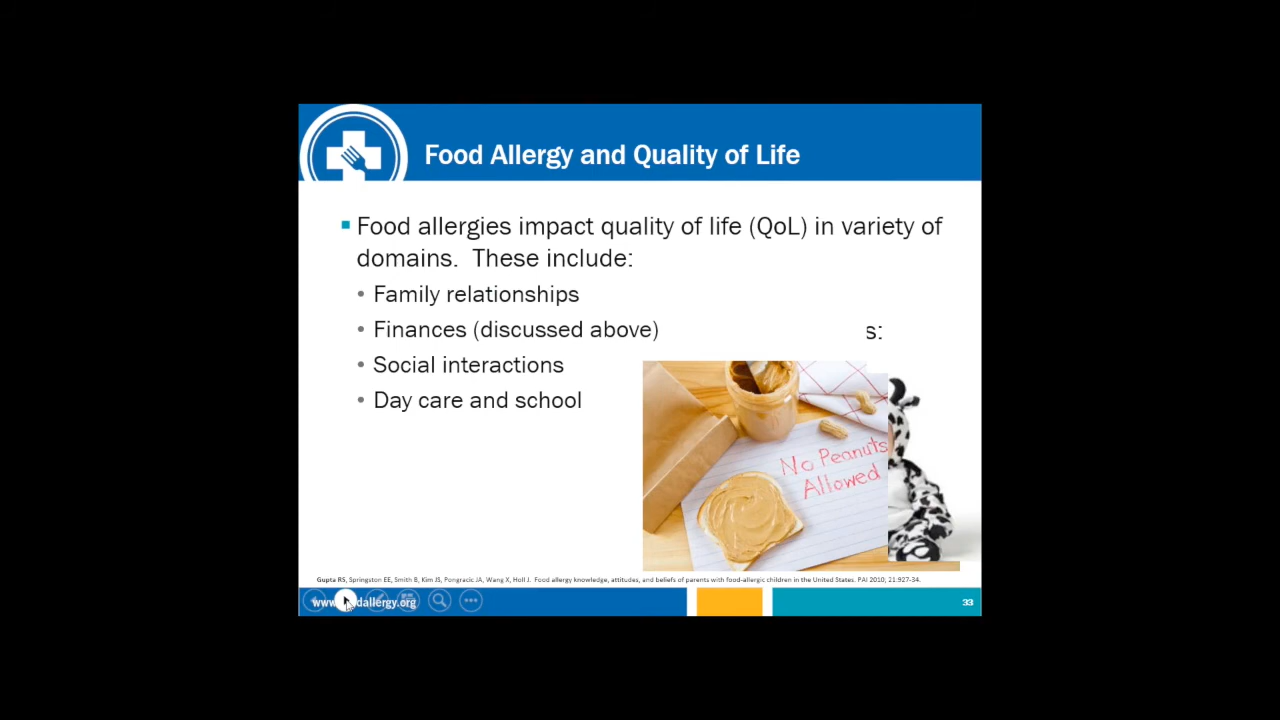 Food Allergy and Quality of Life
Food allergies impact quality of life (QoL) in variety of
domains. These include:
Family relationships
Finances (discussed above)
s:
Social interactions
Day care and school
No Peanuts
Allowed
Gupta RS, Springston EE, Smith B, Kim JS, Pongracic JA, Wang X, Holl J. Food allergy knowledge, attitudes, and beliefs of parents with food-allergic children in the United States. PAI 2010, 21:927-34.
33